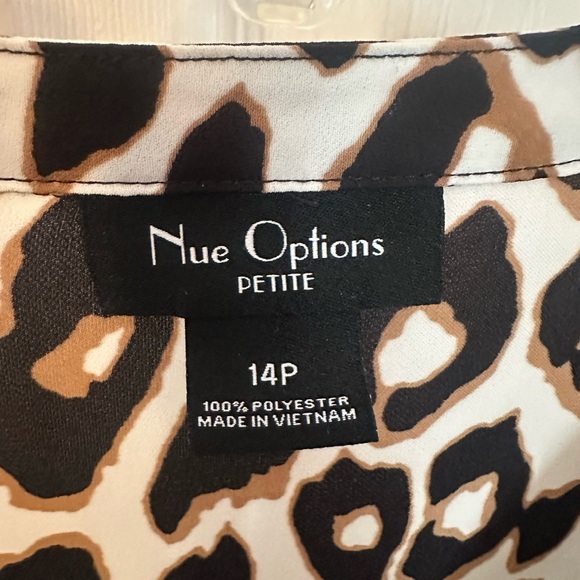 Nue Options
PETITE
14P
100% POLYESTER
MADE IN VIETNAM